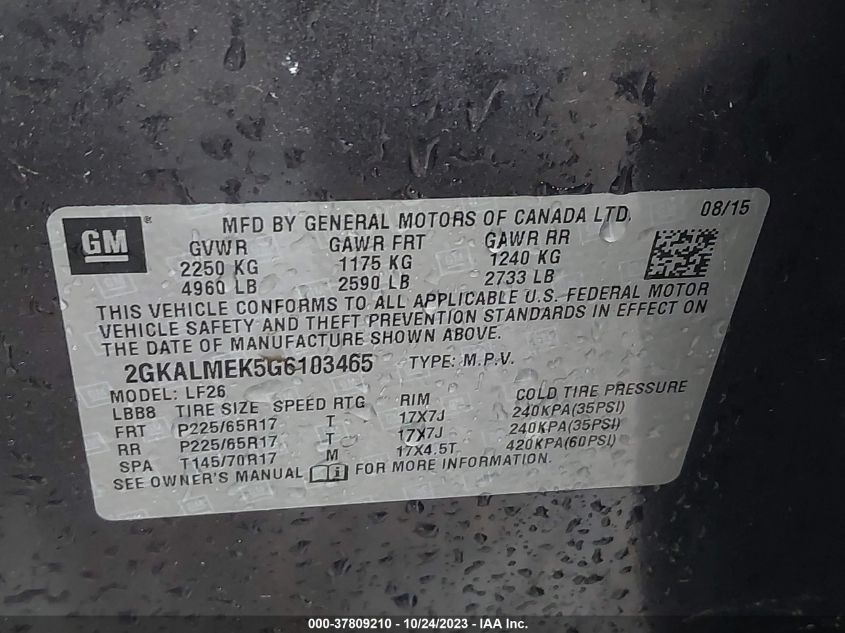 GM ® MFD BY GENERAL MOTORS OF CANADA LTD. 08/15
GVWR GAWR FRT GAWR RR
2250 KG 1175 KG 1240 KG
4960 LB 2590 LB 2733 LB
THIS VEHICLE CONFORMS TO ALL APPLICABLE U.S. FEDERAL MOTOR
VEHICLE SAFETY AND THEFT PREVENTION STANDARDS IN EFFECT ON
THE DATE OF MANUFACTURE SHOWN ABOVE.
2GKALMEK5G6103465 TYPE: M.P.V.
MODEL: LF26
LBB8 TIRE SIZE SPEED RTG RIM COLD TIRE PRESSURE
FRT P225/65R17 T 17X7J 240KPA(35PSI)
RR P225/65R17 T 17X7J 240KPA(35PSI)
SPA T145/70R17 M 17X4.5T 420KPA(60PSI)
SEE OWNER'S MANUAL FOR MORE INFORMATION.
000-37809210 - 10/24/2023 - IAA Inc.